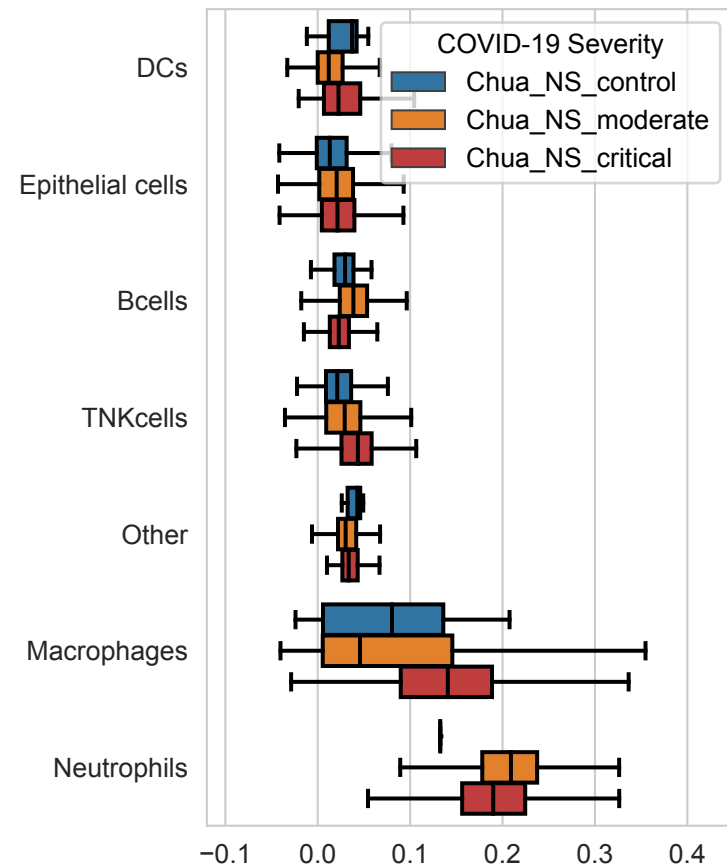 COVID-19 Severity
Chua_NS_control
Chua_NS_moderate
Chua_NS_critical
DCs
Epithelial cells
Bcells
TNKcells
Other
Macrophages
Neutrophils
−0.1 0.0 0.1 0.2 0.3 0.4